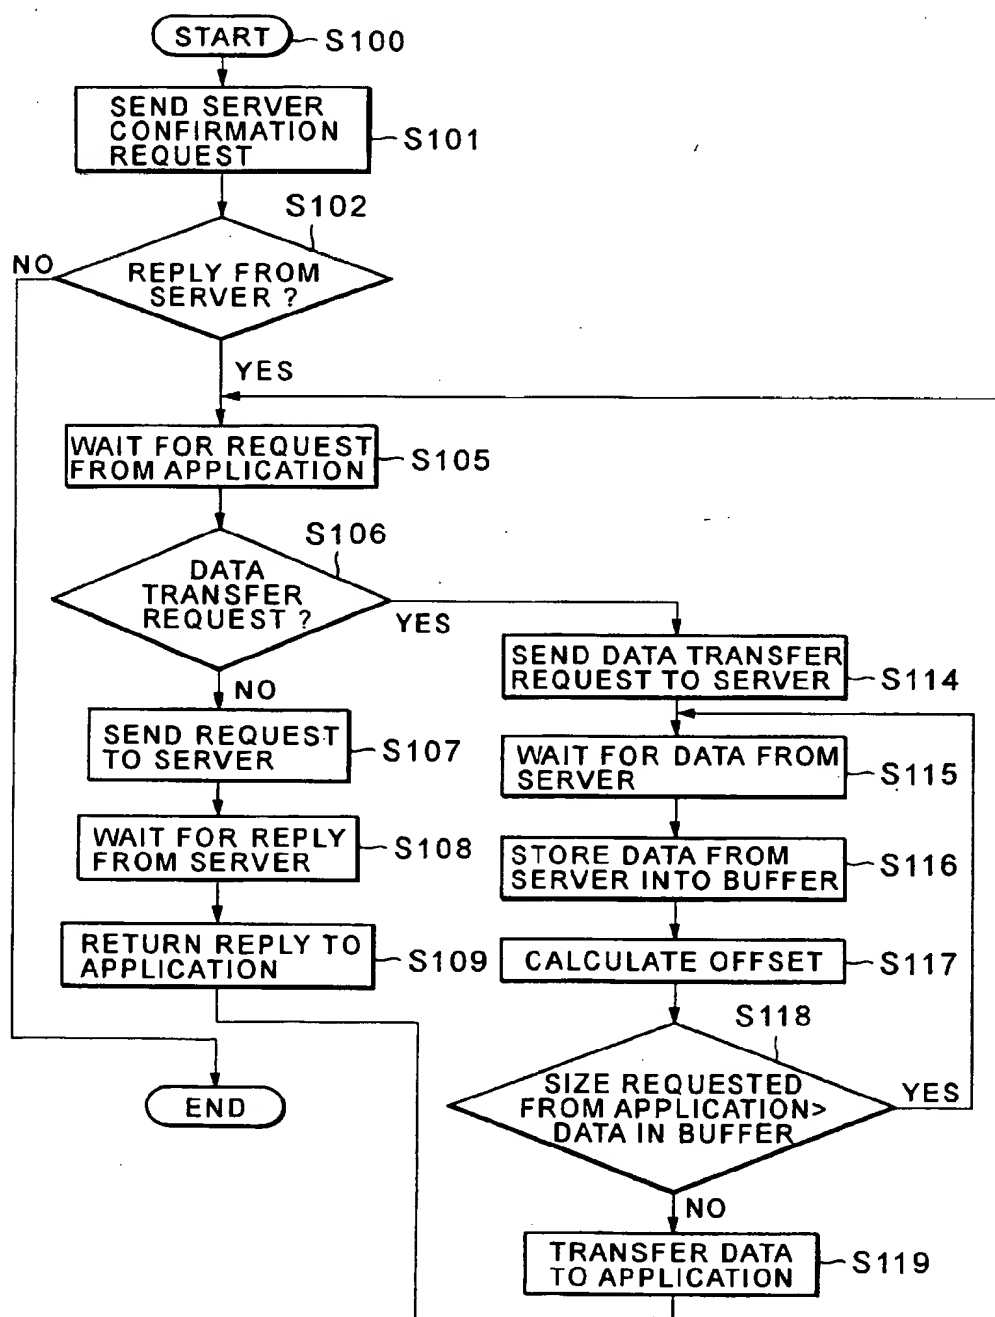 START
S100
SEND SERVER
CONFIRMATION
REQUEST
S101
S102
NO
REPLY FROM
SERVER ?
YES
WAIT FOR REQUEST
FROM APPLICATION
S105
S106
DATA
TRANSFER
REQUEST ?
YES
NO
SEND REQUEST
TO SERVER
S107
WAIT FOR REPLY
FROM SERVER
S108
RETURN REPLY TO
APPLICATION
S109
END
SEND DATA TRANSFER
REQUEST TO SERVER
S114
WAIT FOR DATA FROM
SERVER
S115
STORE DATA FROM
SERVER INTO BUFFER
S116
CALCULATE OFFSET
S117
S118
SIZE REQUESTED
FROM APPLICATION>
DATA IN BUFFER
YES
NO
TRANSFER DATA
TO APPLICATION
S119